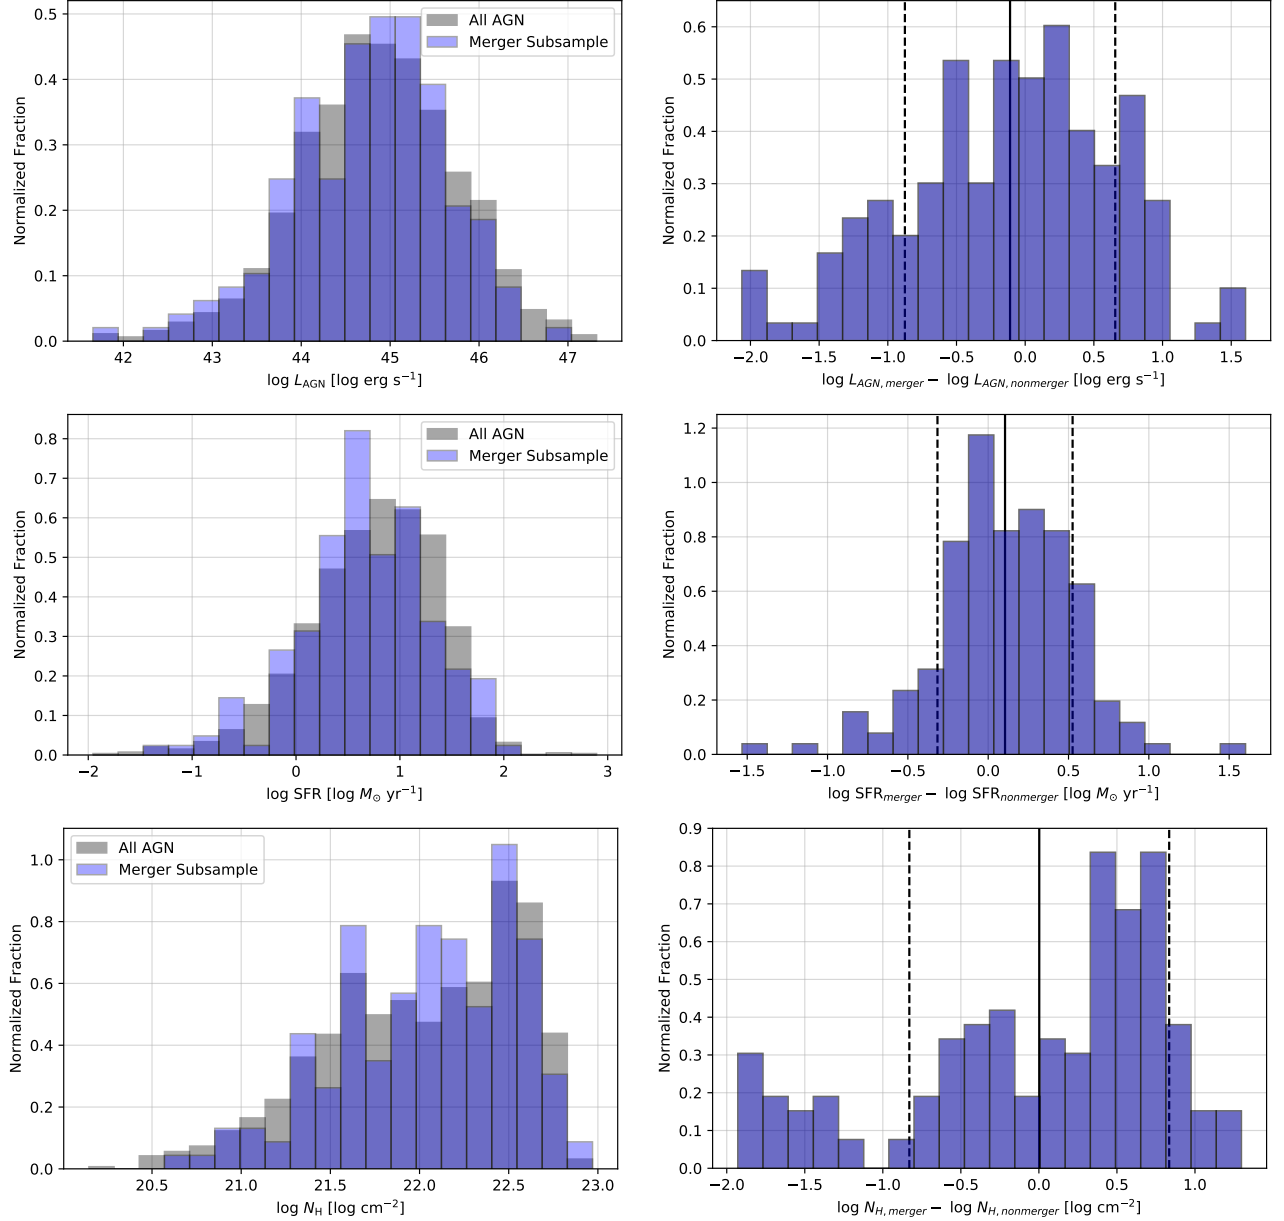 All AGN
Merger Subsample
Normalized Fraction
0.5
0.4
0.3
0.2
0.1
0.0
42 43 44 45 46 47
log L_AGN [log erg s⁻¹]
Normalized Fraction
0.6
0.5
0.4
0.3
0.2
0.1
0.0
−2.0 −1.5 −1.0 −0.5 0.0 0.5 1.0 1.5
log L_AGN, merger − log L_AGN, nonmerger [log erg s⁻¹]
All AGN
Merger Subsample
Normalized Fraction
0.8
0.7
0.6
0.5
0.4
0.3
0.2
0.1
0.0
−2 −1 0 1 2 3
log SFR [log M☉ yr⁻¹]
Normalized Fraction
1.2
1.0
0.8
0.6
0.4
0.2
0.0
−1.5 −1.0 −0.5 0.0 0.5 1.0 1.5
log SFR_merger − log SFR_nonmerger [log M☉ yr⁻¹]
All AGN
Merger Subsample
Normalized Fraction
1.0
0.8
0.6
0.4
0.2
0.0
20.5 21.0 21.5 22.0 22.5 23.0
log N_H [log cm⁻²]
Normalized Fraction
0.9
0.8
0.7
0.6
0.5
0.4
0.3
0.2
0.1
0.0
−2.0 −1.5 −1.0 −0.5 0.0 0.5 1.0
log N_H, merger − log N_H, nonmerger [log cm⁻²]